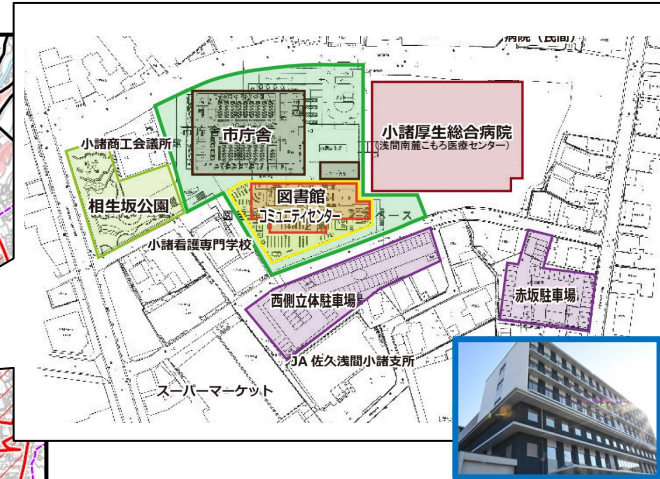 病院（民間）
小諸商工会議所
市庁舎
小諸厚生総合病院
（浅間南麓こもろ医療センター）
相生坂公園
図書館
コミュニティセンター
ース
小諸看護専門学校
西側立体駐車場
赤坂駐車場
JA 佐久浅間小諸支所
スーパーマーケット